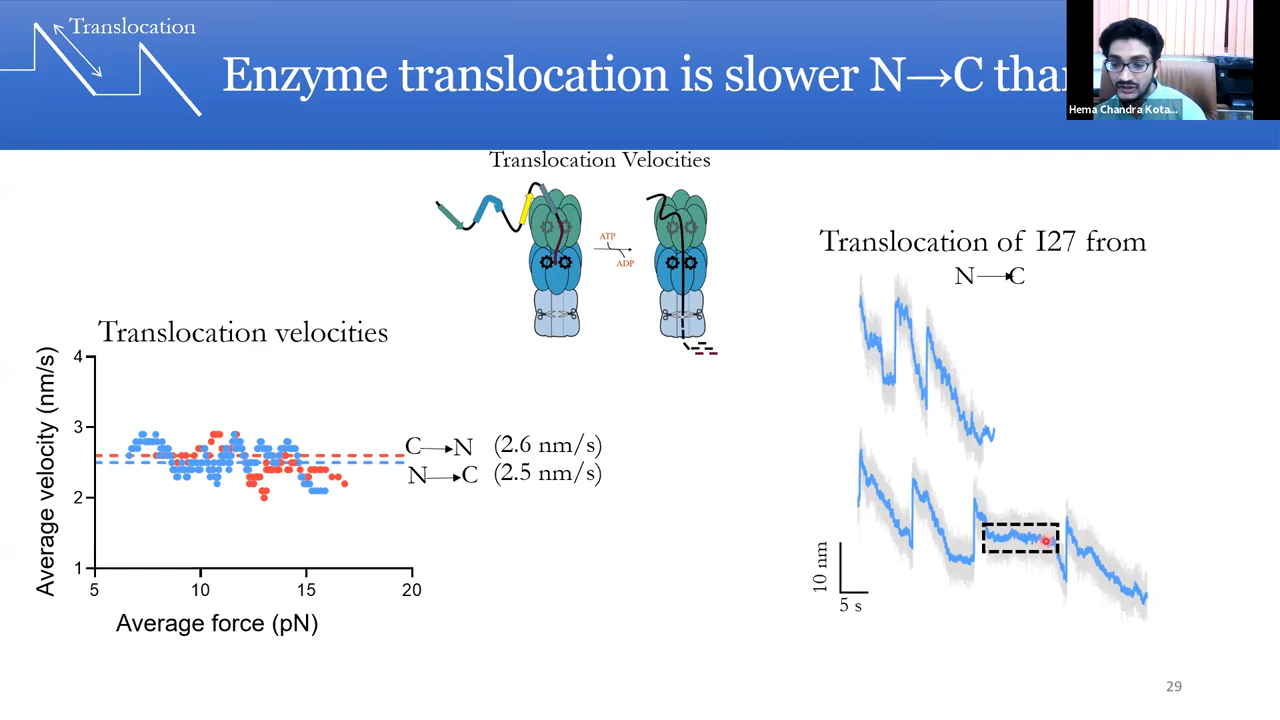 Translocation
Enzyme translocation is slower N→C than
Hema Chandra Kota...
Translocation Velocities
ATP
ADP
Translocation of I27 from
N→C
Translocation velocities
Average velocity (nm/s)
4
3
2
1
5
10
15
20
Average force (pN)
C→N (2.6 nm/s)
N→C (2.5 nm/s)
10 nm
5 s
29